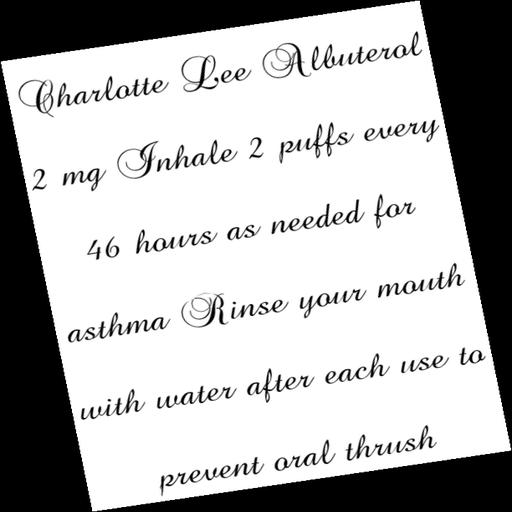 Charlotte Lee Albuterol
2 mg Inhale 2 puffs every
46 hours as needed for
asthma Rinse your mouth
with water after each use to
prevent oral thrush